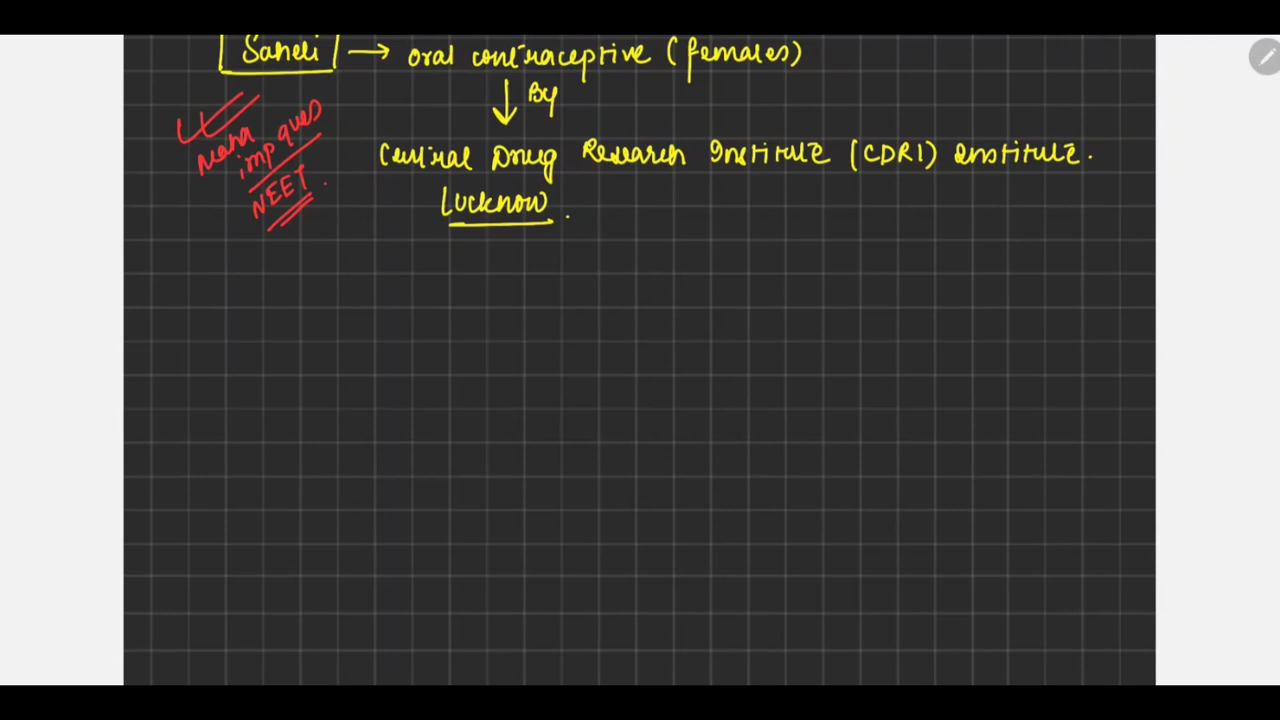 Saheli → oral contraceptive (females)
↓ By
Central Drug Research Institute (CDRI) Institute.
Lucknow.
Maha
imp ques
NEET.